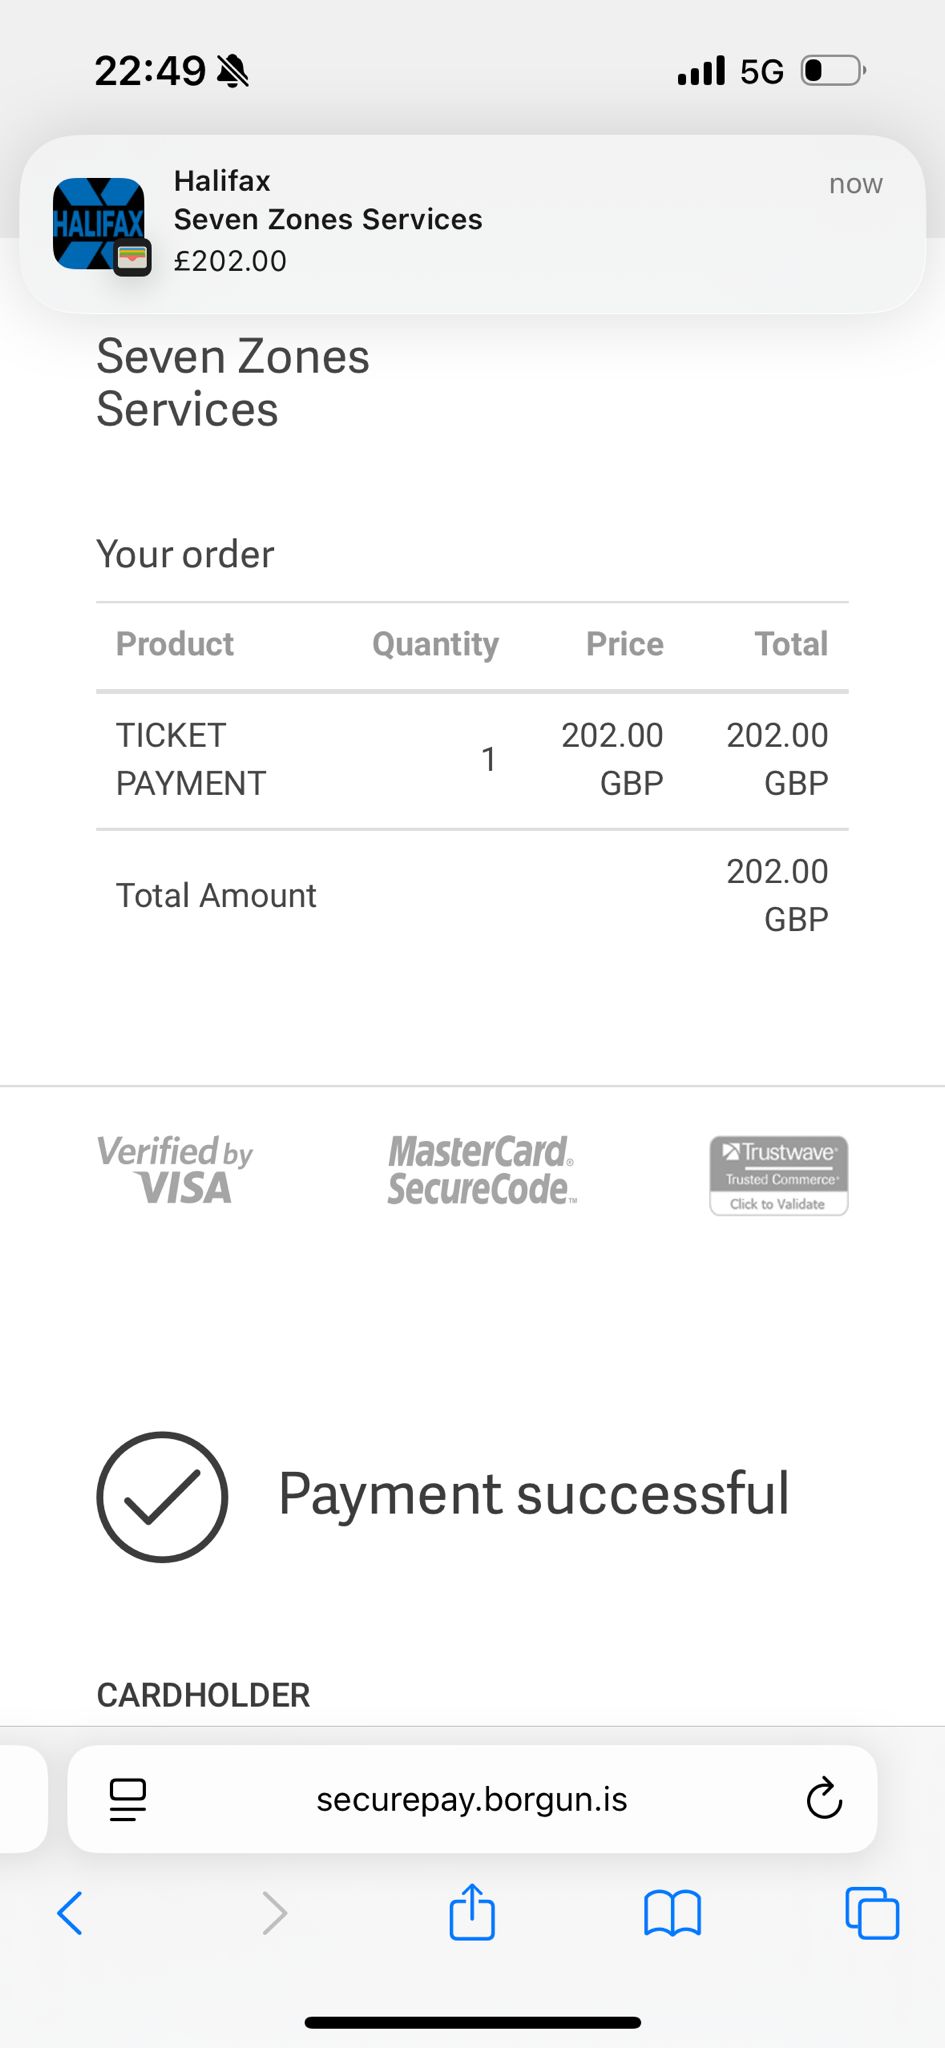 22:49
5G
HALIFAX
Halifax
now
Seven Zones Services
£202.00
Seven Zones
Services
Your order
Product Quantity Price Total
TICKET
PAYMENT
1
202.00
GBP
202.00
GBP
Total Amount
202.00
GBP
Verified by
VISA
MasterCard®
SecureCode™
Trustwave®
Trusted Commerce®
Click to Validate
Payment successful
CARDHOLDER
securepay.borgun.is